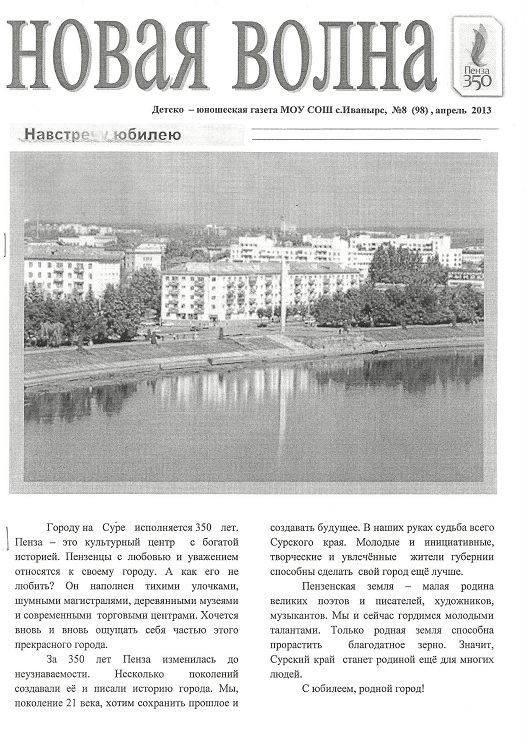 НОВАЯ ВОЛНА
Пенза
350
Детско – юношеская газета МОУ СОШ с.Иванырс, №8 (98) , апрель 2013
Навстречу юбилею
Городу на Суре исполняется 350 лет.
Пенза – это культурный центр с богатой
историей. Пензенцы с любовью и уважением
относятся к своему городу. А как его не
любить? Он наполнен тихими улочками,
шумными магистралями, деревянными музеями
и современными торговыми центрами. Хочется
вновь и вновь ощущать себя частью этого
прекрасного города.
За 350 лет Пенза изменилась до
неузнаваемости. Несколько поколений
создавали её и писали историю города. Мы,
поколение 21 века, хотим сохранить прошлое и
создавать будущее. В наших руках судьба всего
Сурского края. Молодые и инициативные,
творческие и увлечённые жители губернии
способны сделать свой город ещё лучше.
Пензенская земля – малая родина
великих поэтов и писателей, художников,
музыкантов. Мы и сейчас гордимся молодыми
талантами. Только родная земля способна
прорастить благодатное зерно. Значит,
Сурский край станет родиной ещё для многих
людей.
С юбилеем, родной город!